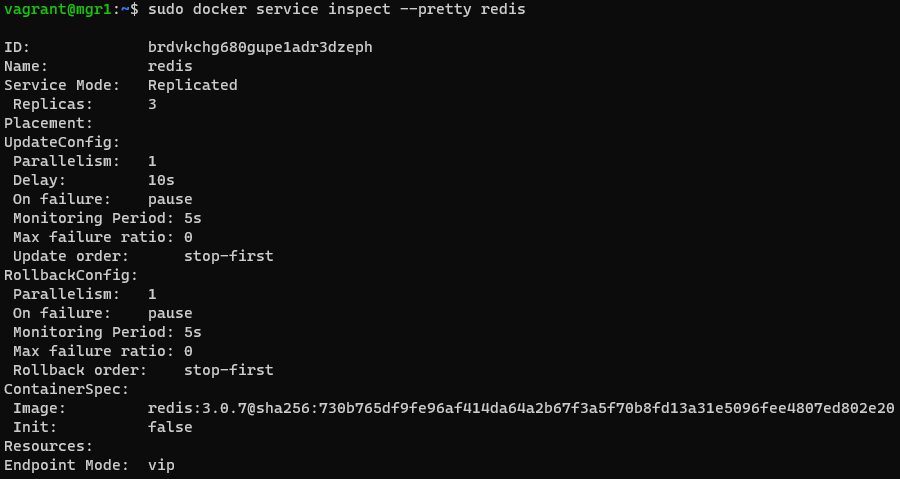 vagrant@mgr1:~$ sudo docker service inspect --pretty redis

ID:             brdvkchg680gupe1adr3dzeph
Name:           redis
Service Mode:   Replicated
 Replicas:      3
Placement:
UpdateConfig:
 Parallelism:   1
 Delay:         10s
 On failure:    pause
 Monitoring Period: 5s
 Max failure ratio: 0
 Update order:      stop-first
RollbackConfig:
 Parallelism:   1
 On failure:    pause
 Monitoring Period: 5s
 Max failure ratio: 0
 Rollback order:    stop-first
ContainerSpec:
 Image:         redis:3.0.7@sha256:730b765df9fe96af414da64a2b67f3a5f70b8fd13a31e5096fee4807ed802e20
 Init:          false
Resources:
Endpoint Mode:  vip